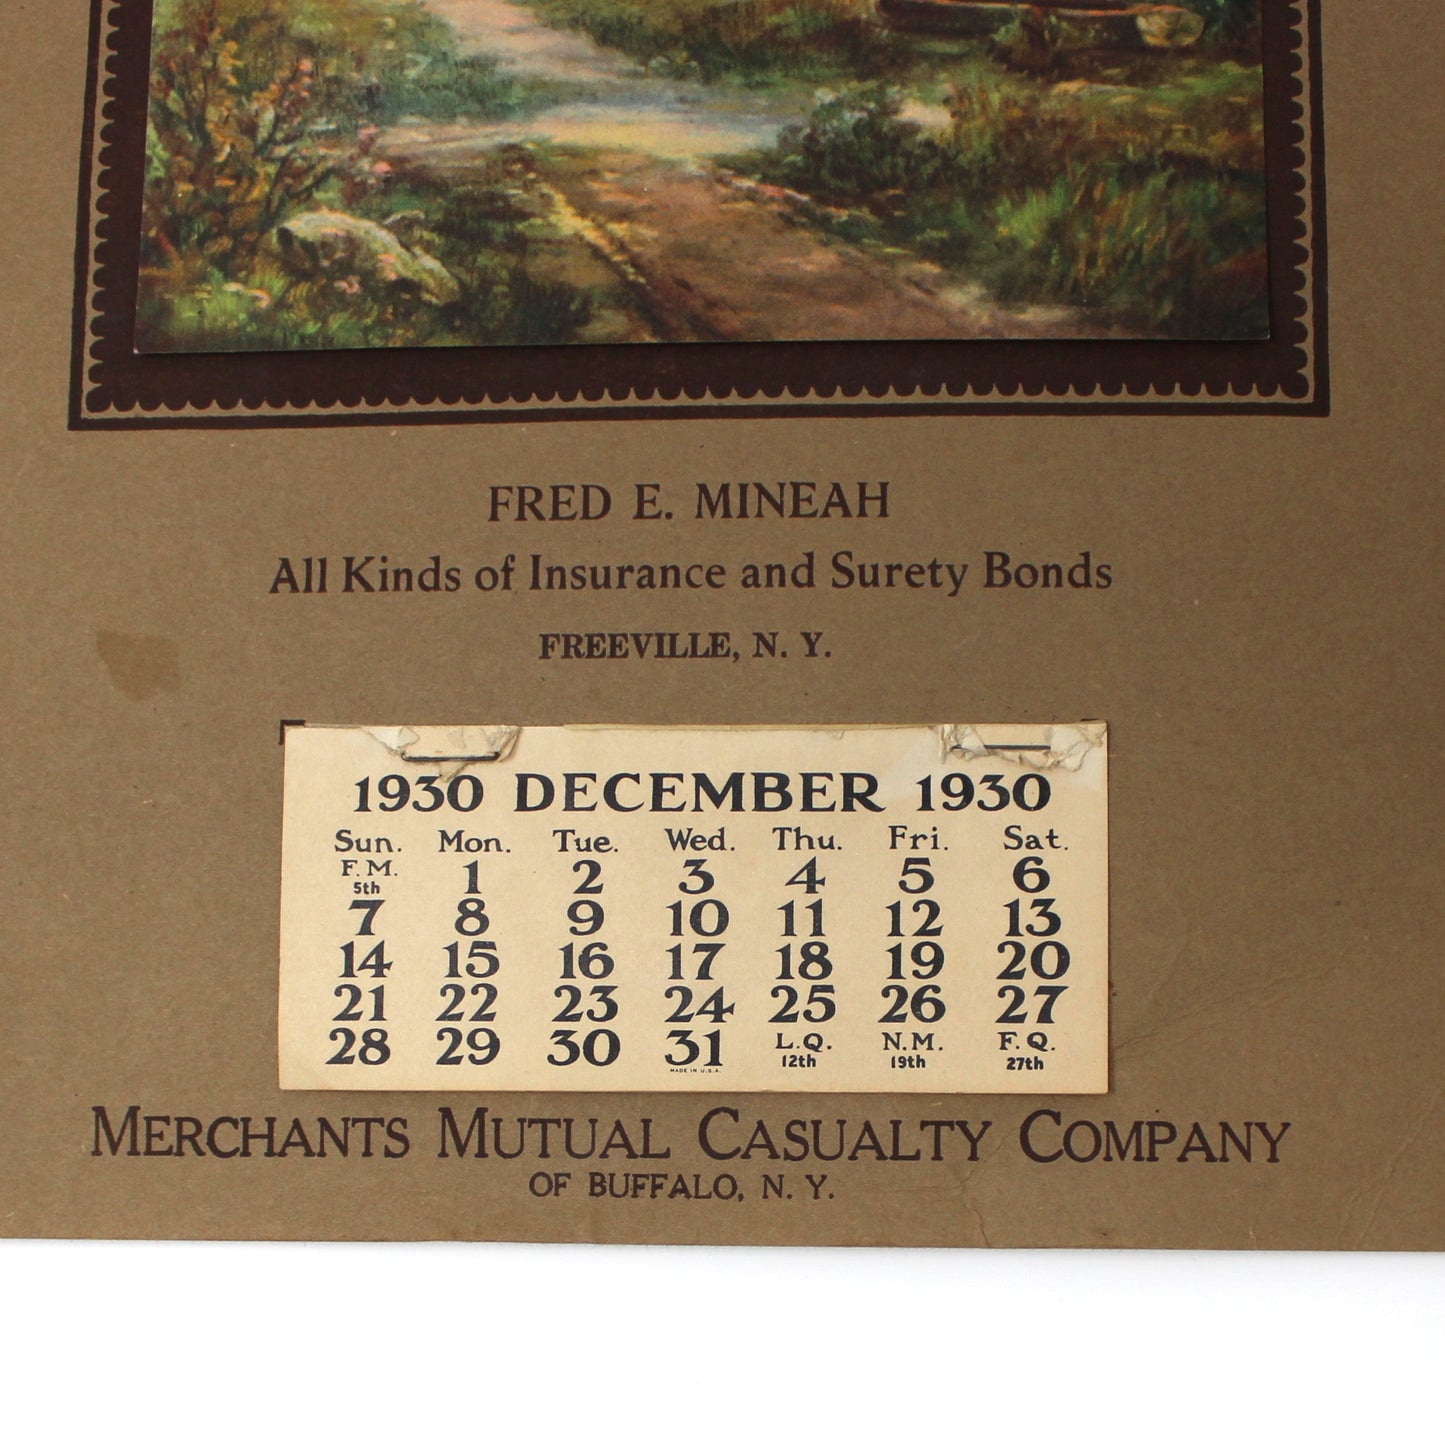 FRED E. MINEAH
All Kinds of Insurance and Surety Bonds
FREEVILLE, N. Y.
1930 DECEMBER 1930
Sun. Mon. Tue. Wed. Thu. Fri. Sat.
F. M. 5th 1 2 3 4 5 6
7 8 9 10 11 12 13
14 15 16 17 18 19 20
21 22 23 24 25 26 27
28 29 30 31 L.Q. 12th N.M. 19th F. Q. 27th
MADE IN U.S.A.
MERCHANTS MUTUAL CASUALTY COMPANY
OF BUFFALO, N. Y.